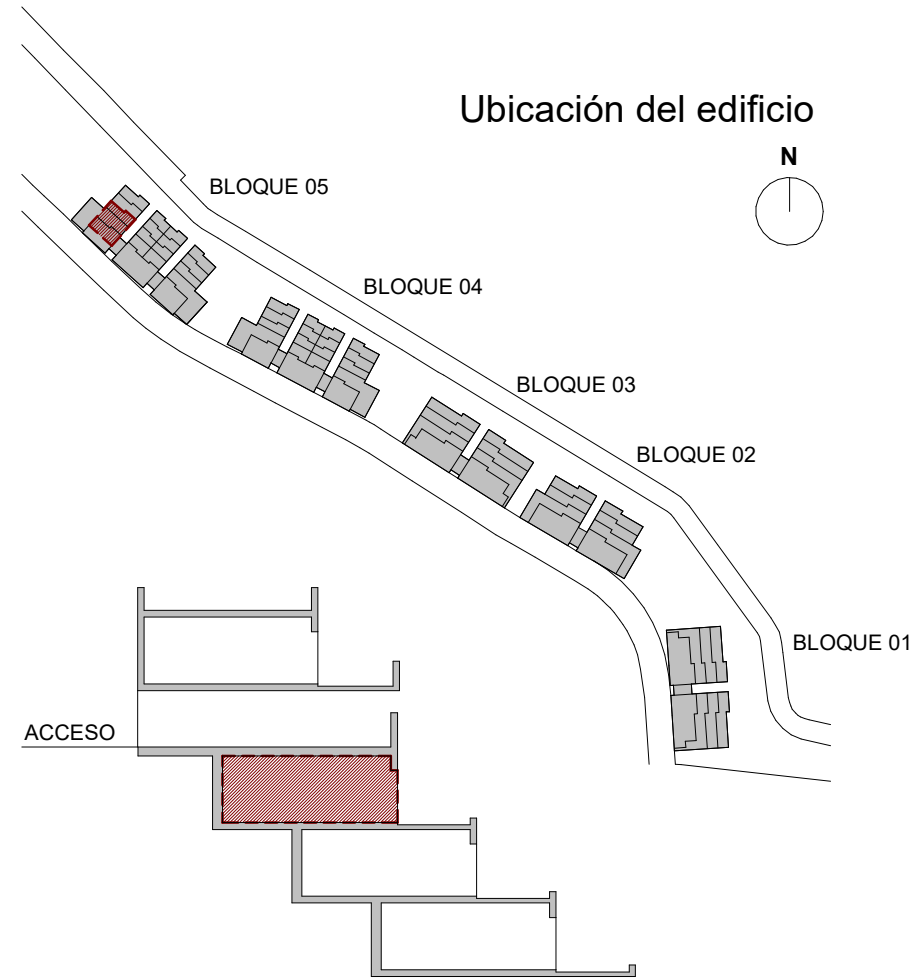 Ubicación del edificio
N
BLOQUE 05
BLOQUE 04
BLOQUE 03
BLOQUE 02
BLOQUE 01
ACCESO